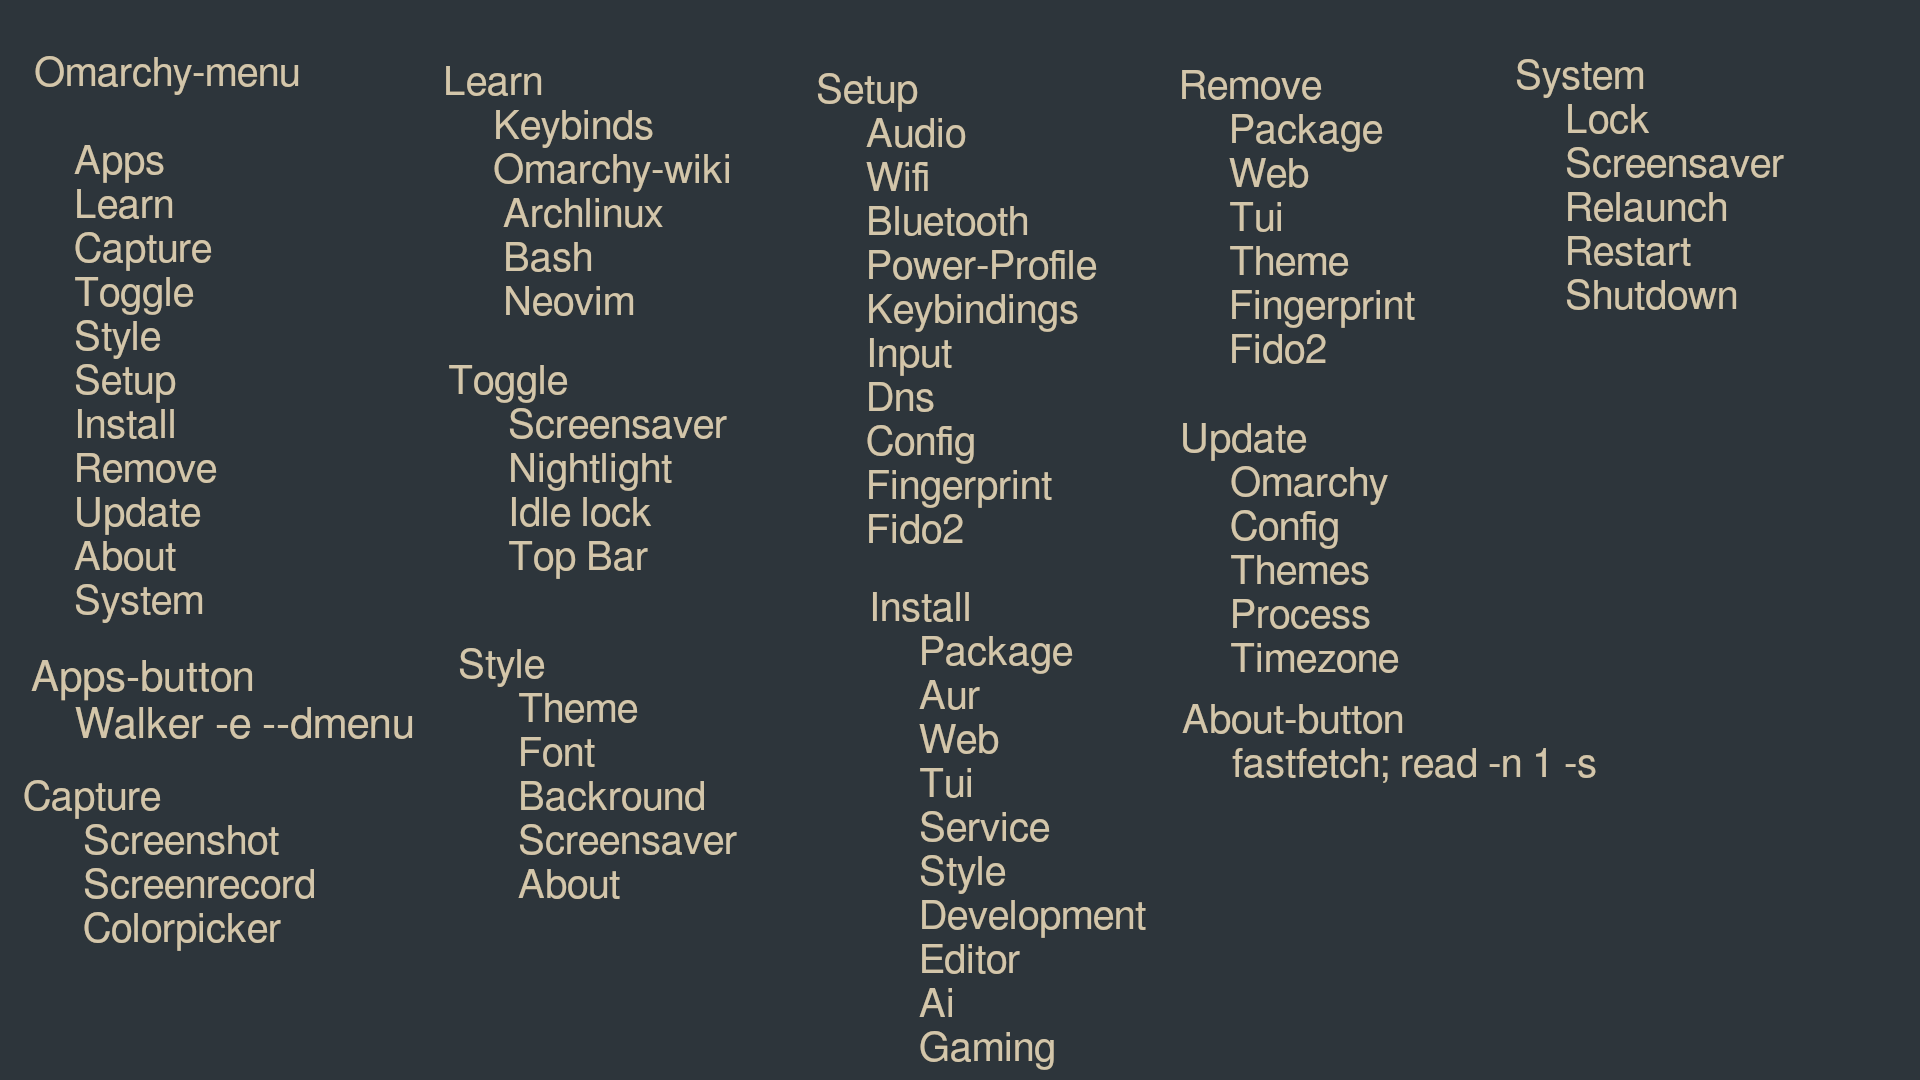 Omarchy-menu
Apps
Learn
Capture
Toggle
Style
Setup
Install
Remove
Update
About
System
Apps-button
Walker -e --dmenu
Capture
Screenshot
Screenrecord
Colorpicker
Learn
Keybinds
Omarchy-wiki
Archlinux
Bash
Neovim
Toggle
Screensaver
Nightlight
Idle lock
Top Bar
Style
Theme
Font
Backround
Screensaver
About
Setup
Audio
Wifi
Bluetooth
Power-Profile
Keybindings
Input
Dns
Config
Fingerprint
Fido2
Install
Package
Aur
Web
Tui
Service
Style
Development
Editor
Ai
Gaming
Remove
Package
Web
Tui
Theme
Fingerprint
Fido2
Update
Omarchy
Config
Themes
Process
Timezone
About-button
fastfetch; read -n 1 -s
System
Lock
Screensaver
Relaunch
Restart
Shutdown